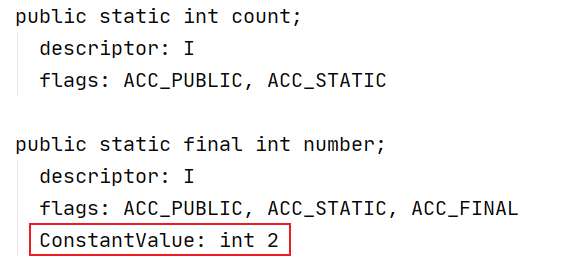 public static int count;
descriptor: I
flags: ACC_PUBLIC, ACC_STATIC
public static final int number;
descriptor: I
flags: ACC_PUBLIC, ACC_STATIC, ACC_FINAL
ConstantValue: int 2